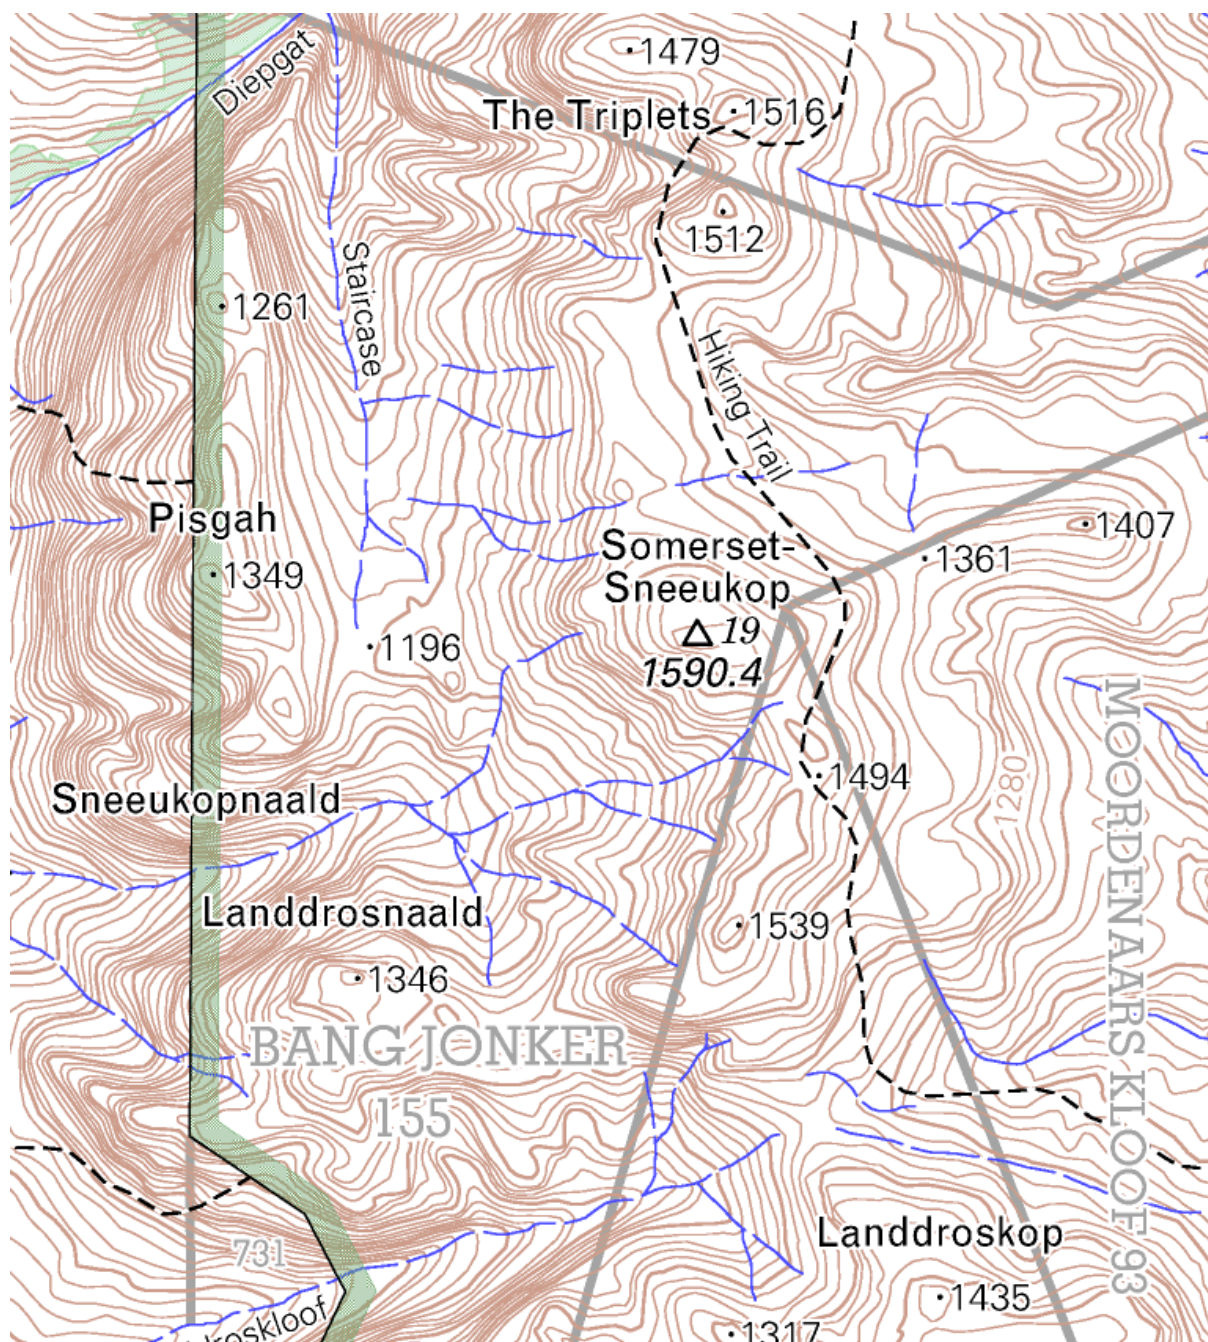 Diepgat
1479
The Triplets
1516
1512
Staircase
1261
Hiking Trail
Pisgah
1407
Somerset-
Sneeukop
1361
1349
19
1590.4
1196
1494
1280
MOORDENAARS KLOOF 93
Sneeukopnaald
Landdrosnaald
1539
1346
BANG JONKER
155
Landdroskop
731
1435
roskloof
1317